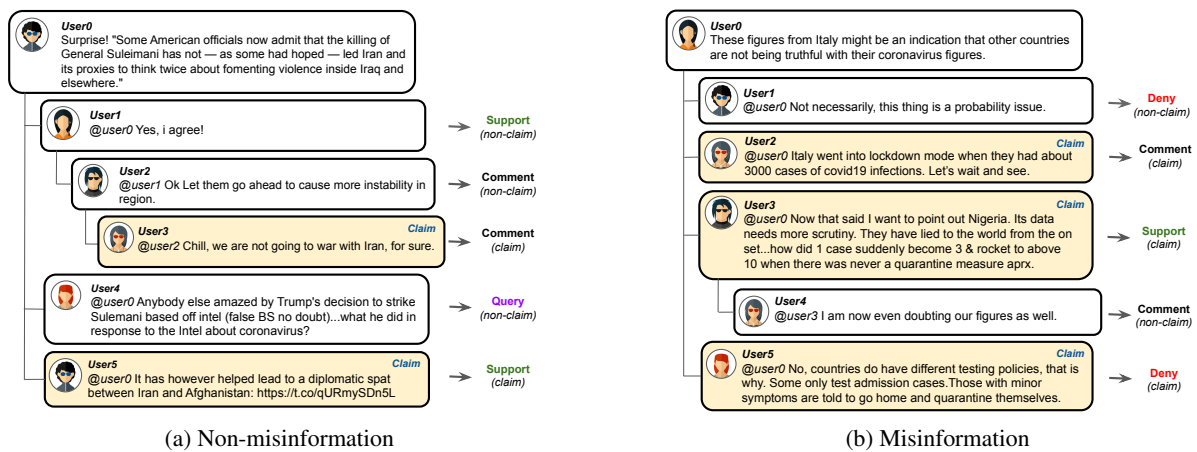 User0
Surprise! "Some American officials now admit that the killing of
General Suleimani has not — as some had hoped — led Iran and
its proxies to think twice about fomenting violence inside Iraq and
elsewhere."
User1
@user0 Yes, i agree!
Support
(non-claim)
User2
@user1 Ok Let them go ahead to cause more instability in
region.
Comment
(non-claim)
User3
Claim
@user2 Chill, we are not going to war with Iran, for sure.
Comment
(claim)
User4
@user0 Anybody else amazed by Trump's decision to strike
Sulemani based off intel (false BS no doubt)...what he did in
response to the Intel about coronavirus?
Query
(non-claim)
User5
Claim
@user0 It has however helped lead to a diplomatic spat
between Iran and Afghanistan: https://t.co/qURmySDn5L
Support
(claim)
(a) Non-misinformation
User0
These figures from Italy might be an indication that other countries
are not being truthful with their coronavirus figures.
User1
@user0 Not necessarily, this thing is a probability issue.
Deny
(non-claim)
User2
Claim
@user0 Italy went into lockdown mode when they had about
3000 cases of covid19 infections. Let's wait and see.
Comment
(claim)
User3
Claim
@user0 Now that said I want to point out Nigeria. Its data
needs more scrutiny. They have lied to the world from the on
set...how did 1 case suddenly become 3 & rocket to above
10 when there was never a quarantine measure aprx.
Support
(claim)
User4
@user3 I am now even doubting our figures as well.
Comment
(non-claim)
User5
Claim
@user0 No, countries do have different testing policies, that is
why. Some only test admission cases.Those with minor
symptoms are told to go home and quarantine themselves.
Deny
(claim)
(b) Misinformation